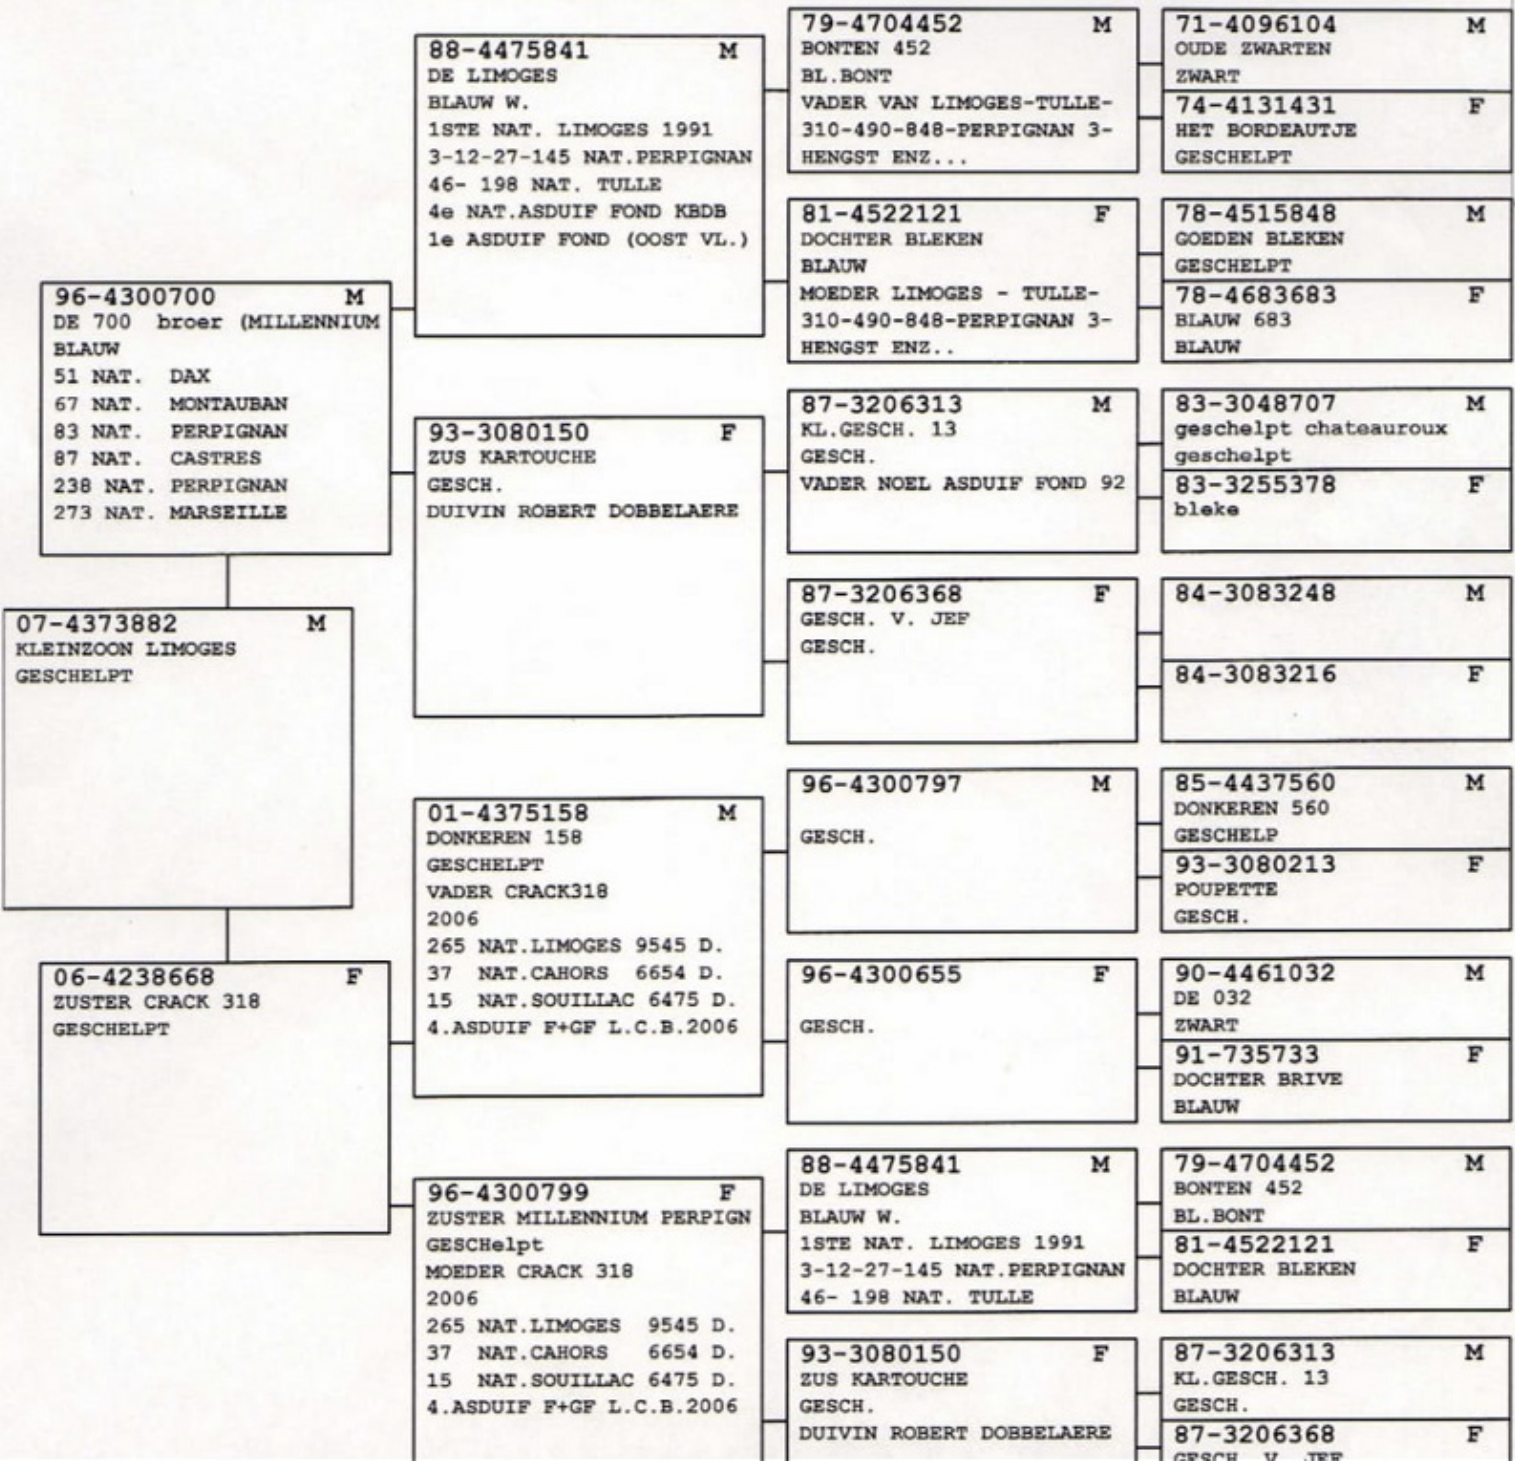 96-4300700 M
DE 700 broer (MILLENNIUM
BLAUW
51 NAT. DAX
67 NAT. MONTAUBAN
83 NAT. PERPIGNAN
87 NAT. CASTRES
238 NAT. PERPIGNAN
273 NAT. MARSEILLE
07-4373882 M
KLEINZOON LIMOGES
GESCHELPT
06-4238668 F
ZUSTER CRACK 318
GESCHELPT
88-4475841 M
DE LIMOGES
BLAUW W.
1STE NAT. LIMOGES 1991
3-12-27-145 NAT.PERPIGNAN
46- 198 NAT. TULLE
4e NAT.ASDUIF FOND KBDB
1e ASDUIF FOND (OOST VL.)
93-3080150 F
ZUS KARTOUCHE
GESCH.
DUIVIN ROBERT DOBBELAERE
01-4375158 M
DONKEREN 158
GESCHELPT
VADER CRACK318
2006
265 NAT.LIMOGES 9545 D.
37 NAT.CAHORS 6654 D.
15 NAT.SOUILLAC 6475 D.
4.ASDUIF F+GF L.C.B.2006
96-4300799 F
ZUSTER MILLENNIUM PERPIGN
GESCHelpt
MOEDER CRACK 318
2006
265 NAT.LIMOGES 9545 D.
37 NAT.CAHORS 6654 D.
15 NAT.SOUILLAC 6475 D.
4.ASDUIF F+GF L.C.B.2006
79-4704452 M
BONTEN 452
BL.BONT
VADER VAN LIMOGES-TULLE-
310-490-848-PERPIGNAN 3-
HENGST ENZ...
81-4522121 F
DOCHTER BLEKEN
BLAUW
MOEDER LIMOGES - TULLE-
310-490-848-PERPIGNAN 3-
HENGST ENZ..
87-3206313 M
KL.GESCH. 13
GESCH.
VADER NOEL ASDUIF FOND 92
87-3206368 F
GESCH. V. JEF
GESCH.
96-4300797 M
GESCH.
96-4300655 F
GESCH.
88-4475841 M
DE LIMOGES
BLAUW W.
1STE NAT. LIMOGES 1991
3-12-27-145 NAT.PERPIGNAN
46- 198 NAT. TULLE
93-3080150 F
ZUS KARTOUCHE
GESCH.
DUIVIN ROBERT DOBBELAERE
71-4096104 M
OUDE ZWARTEN
ZWART
74-4131431 F
HET BORDEAUTJE
GESCHELPT
78-4515848 M
GOEDEN BLEKEN
GESCHELPT
78-4683683 F
BLAUW 683
BLAUW
83-3048707 M
geschelpt chateauroux
geschelpt
83-3255378 F
bleke
84-3083248 M
84-3083216 F
85-4437560 M
DONKEREN 560
GESCHELP
93-3080213 F
POUPETTE
GESCH.
90-4461032 M
DE 032
ZWART
91-735733 F
DOCHTER BRIVE
BLAUW
79-4704452 M
BONTEN 452
BL.BONT
81-4522121 F
DOCHTER BLEKEN
BLAUW
87-3206313 M
KL.GESCH. 13
GESCH.
87-3206368 F
GESCH. V. JEF